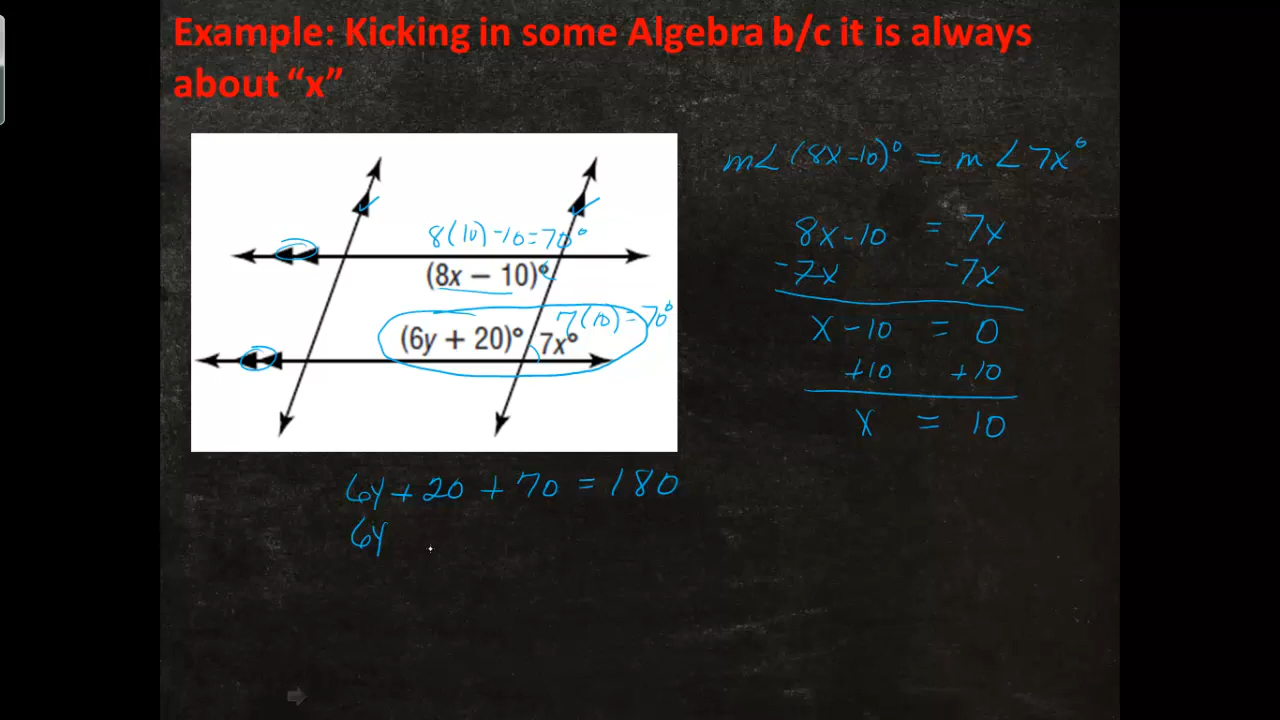 Example: Kicking in some Algebra b/c it is always
about “x”
m∠(8x-10)° = m∠7x°
8(10)-10=70°
(8x − 10)°
7(10)=70°
(6y + 20)° 7x°
8x-10 = 7x
-7x -7x
x-10 = 0
+10 +10
x = 10
6y+20+70=180
6y